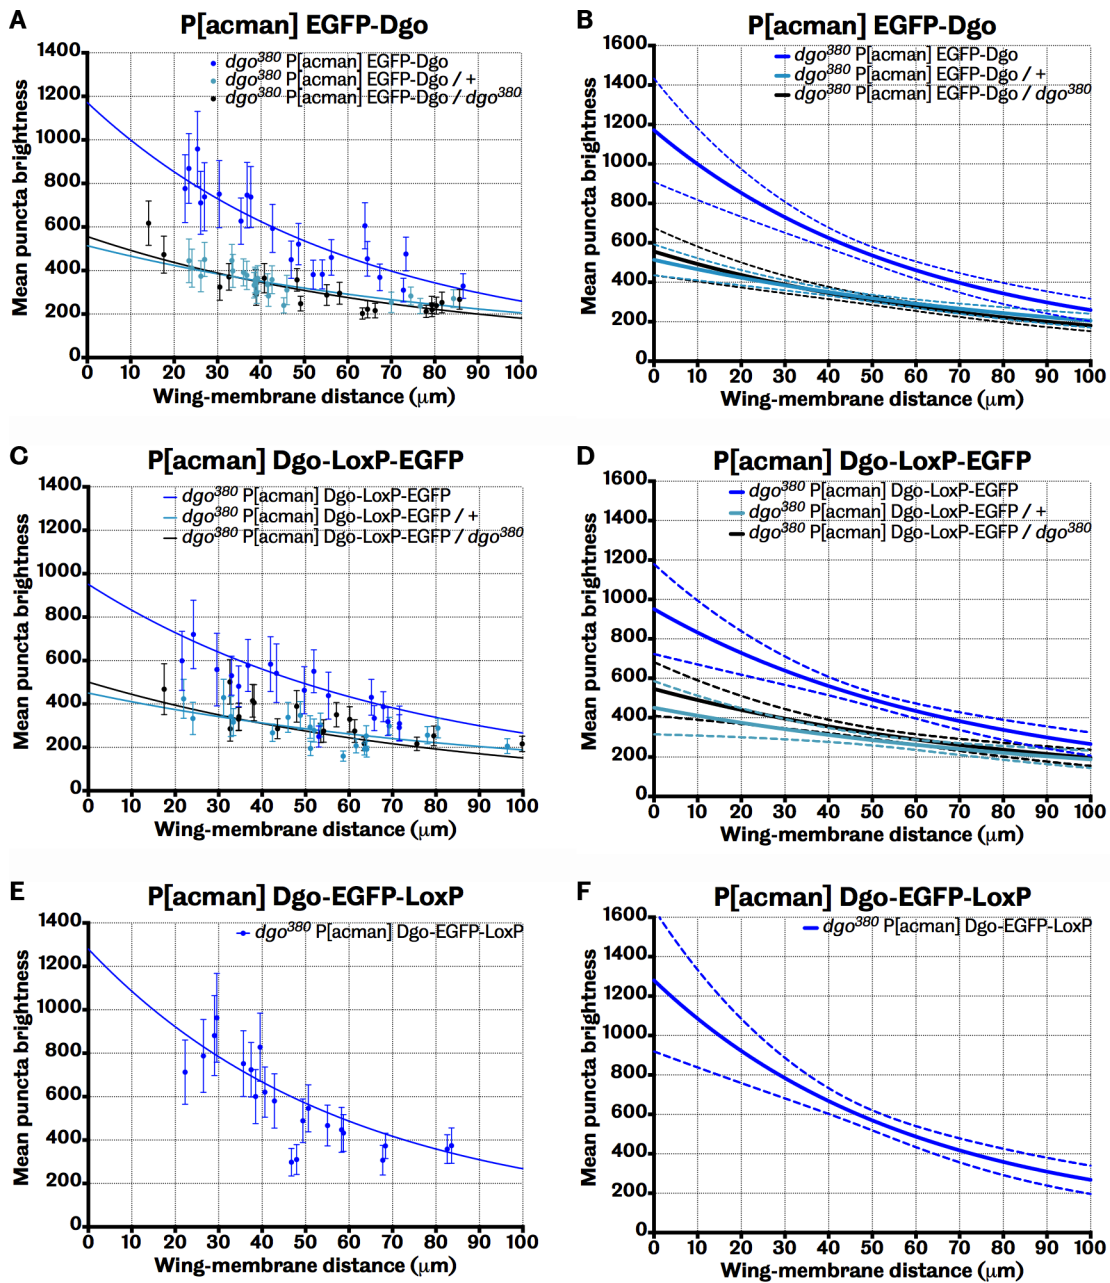 A
P[acman] EGFP-Dgo
1400
1200
1000
800
600
400
200
0
Mean puncta brightness
dgo380 P[acman] EGFP-Dgo
dgo380 P[acman] EGFP-Dgo / +
dgo380 P[acman] EGFP-Dgo / dgo380
0 10 20 30 40 50 60 70 80 90 100
Wing-membrane distance (μm)
B
P[acman] EGFP-Dgo
1600
1400
1200
1000
800
600
400
200
0
Mean puncta brightness
dgo380 P[acman] EGFP-Dgo
dgo380 P[acman] EGFP-Dgo / +
dgo380 P[acman] EGFP-Dgo / dgo380
0 10 20 30 40 50 60 70 80 90 100
Wing-membrane distance (μm)
C
P[acman] Dgo-LoxP-EGFP
1400
1200
1000
800
600
400
200
0
Mean puncta brightness
dgo380 P[acman] Dgo-LoxP-EGFP
dgo380 P[acman] Dgo-LoxP-EGFP / +
dgo380 P[acman] Dgo-LoxP-EGFP / dgo380
0 10 20 30 40 50 60 70 80 90 100
Wing-membrane distance (μm)
D
P[acman] Dgo-LoxP-EGFP
1600
1400
1200
1000
800
600
400
200
0
Mean puncta brightness
dgo380 P[acman] Dgo-LoxP-EGFP
dgo380 P[acman] Dgo-LoxP-EGFP / +
dgo380 P[acman] Dgo-LoxP-EGFP / dgo380
0 10 20 30 40 50 60 70 80 90 100
Wing-membrane distance (μm)
E
P[acman] Dgo-EGFP-LoxP
1400
1200
1000
800
600
400
200
0
Mean puncta brightness
dgo380 P[acman] Dgo-EGFP-LoxP
0 10 20 30 40 50 60 70 80 90 100
Wing-membrane distance (μm)
F
P[acman] Dgo-EGFP-LoxP
1600
1400
1200
1000
800
600
400
200
0
Mean puncta brightness
dgo380 P[acman] Dgo-EGFP-LoxP
0 10 20 30 40 50 60 70 80 90 100
Wing-membrane distance (μm)